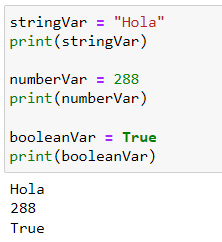 stringVar = "Hola"
print(stringVar)
numberVar = 288
print(numberVar)
booleanVar = True
print(booleanVar)
Hola
288
True